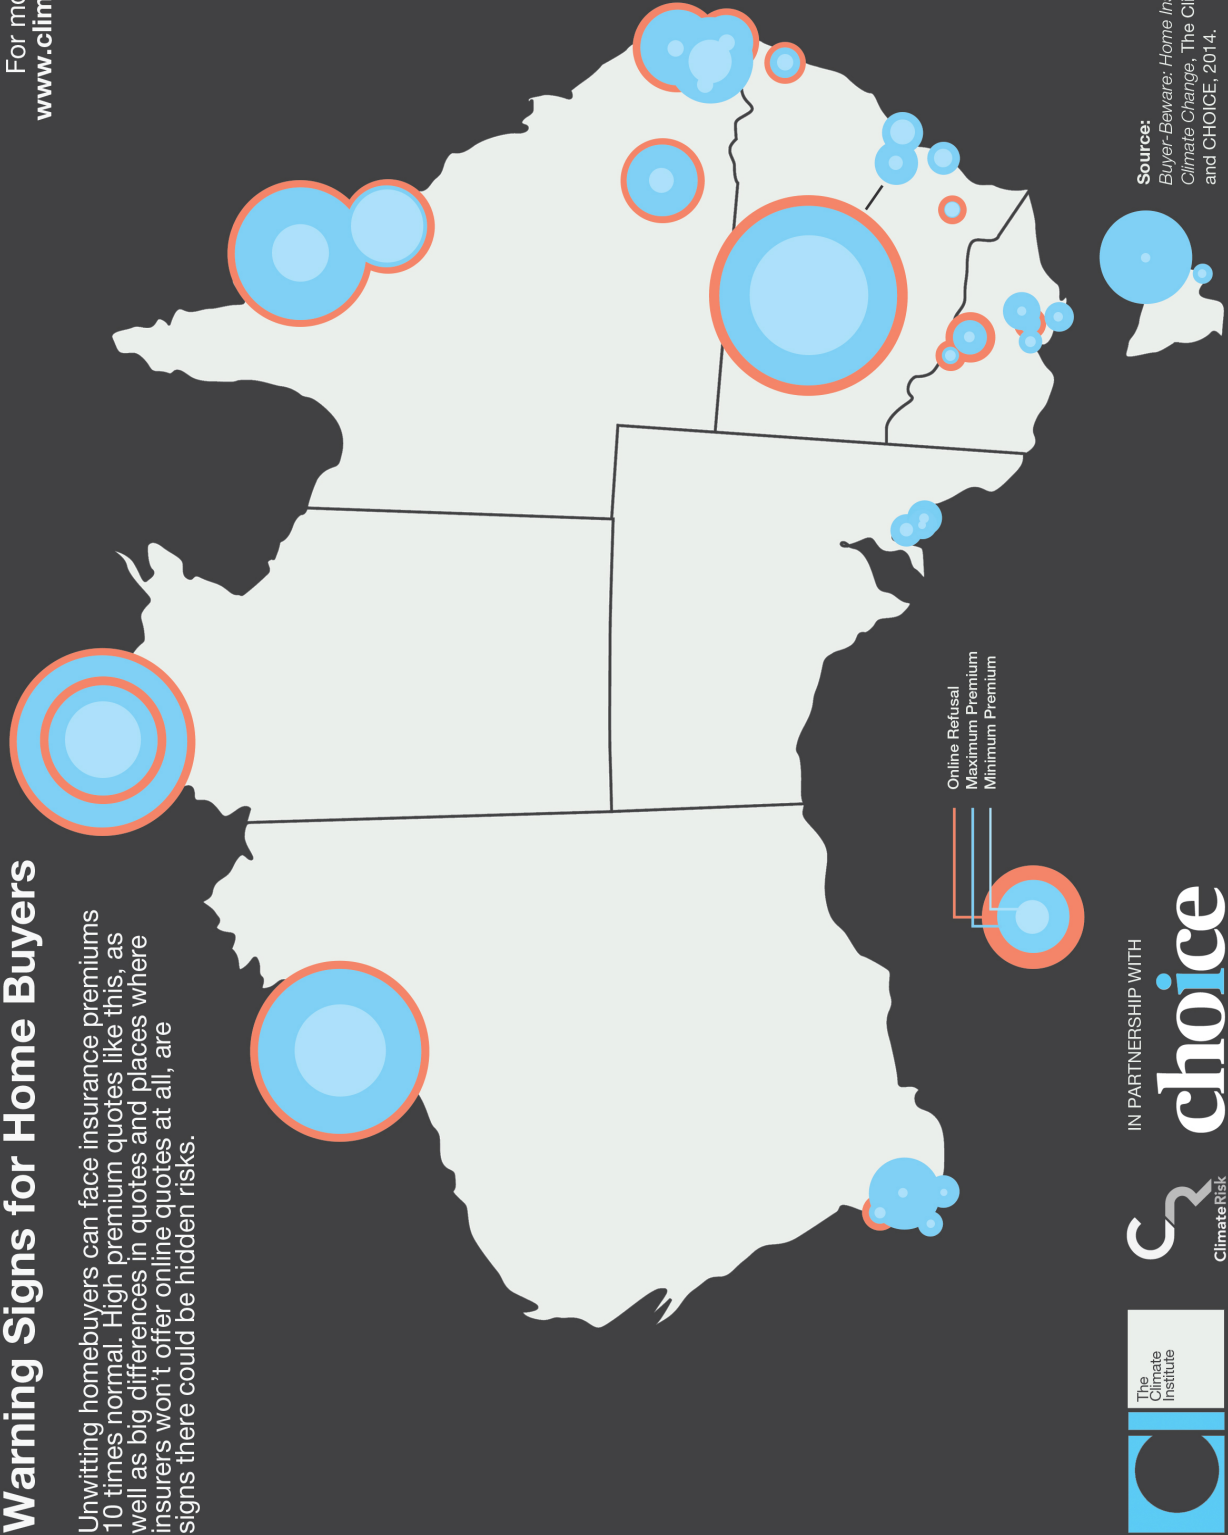 Warning Signs for Home Buyers
Unwitting homebuyers can face insurance premiums
10 times normal. High premium quotes like this, as
well as big differences in quotes and places where
insurers won't offer online quotes at all, are
signs there could be hidden risks.
For mo
www.clim
Online Refusal
Maximum Premium
Minimum Premium
The
Climate
Institute
CR
ClimateRisk
IN PARTNERSHIP WITH
choice
Source:
Buyer-Beware: Home In
Climate Change, The Cli
and CHOICE, 2014.